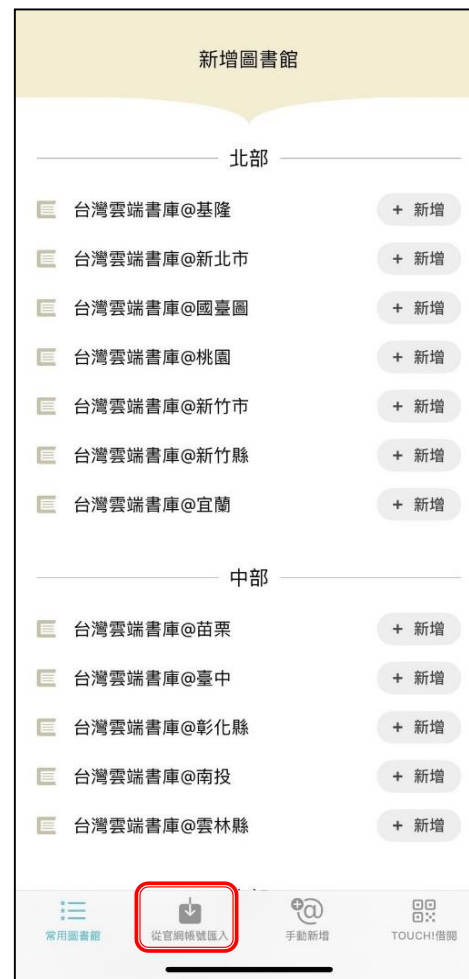 新增圖書館
北部
台灣雲端書庫@基隆 + 新增
台灣雲端書庫@新北市 + 新增
台灣雲端書庫@國臺圖 + 新增
台灣雲端書庫@桃園 + 新增
台灣雲端書庫@新竹市 + 新增
台灣雲端書庫@新竹縣 + 新增
台灣雲端書庫@宜蘭 + 新增
中部
台灣雲端書庫@苗栗 + 新增
台灣雲端書庫@臺中 + 新增
台灣雲端書庫@彰化縣 + 新增
台灣雲端書庫@南投 + 新增
台灣雲端書庫@雲林縣 + 新增
常用圖書館 從官網帳號匯入 手動新增 TOUCH!借閱